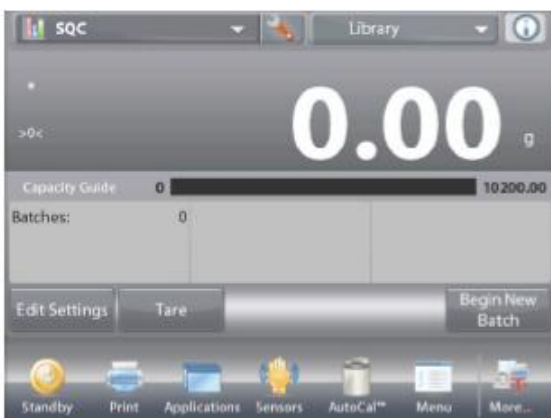 SQC Library
0.00 g
>0<
Capacity Guide 0 10200.00
Batches: 0
Edit Settings Tare Begin New
Batch
Standby Print Applications Sensors AutoCal™ Menu More..